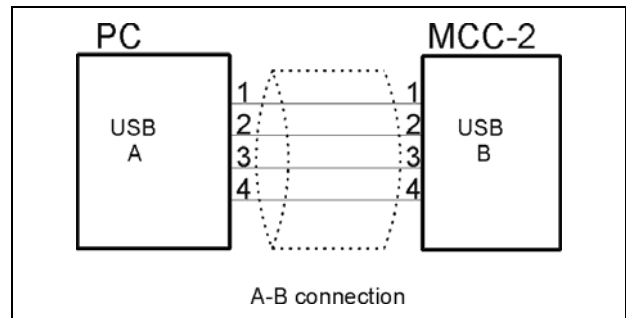 PC MCC-2
1 1
USB 2 2 USB
A 3 3 B
4 4
A-B connection